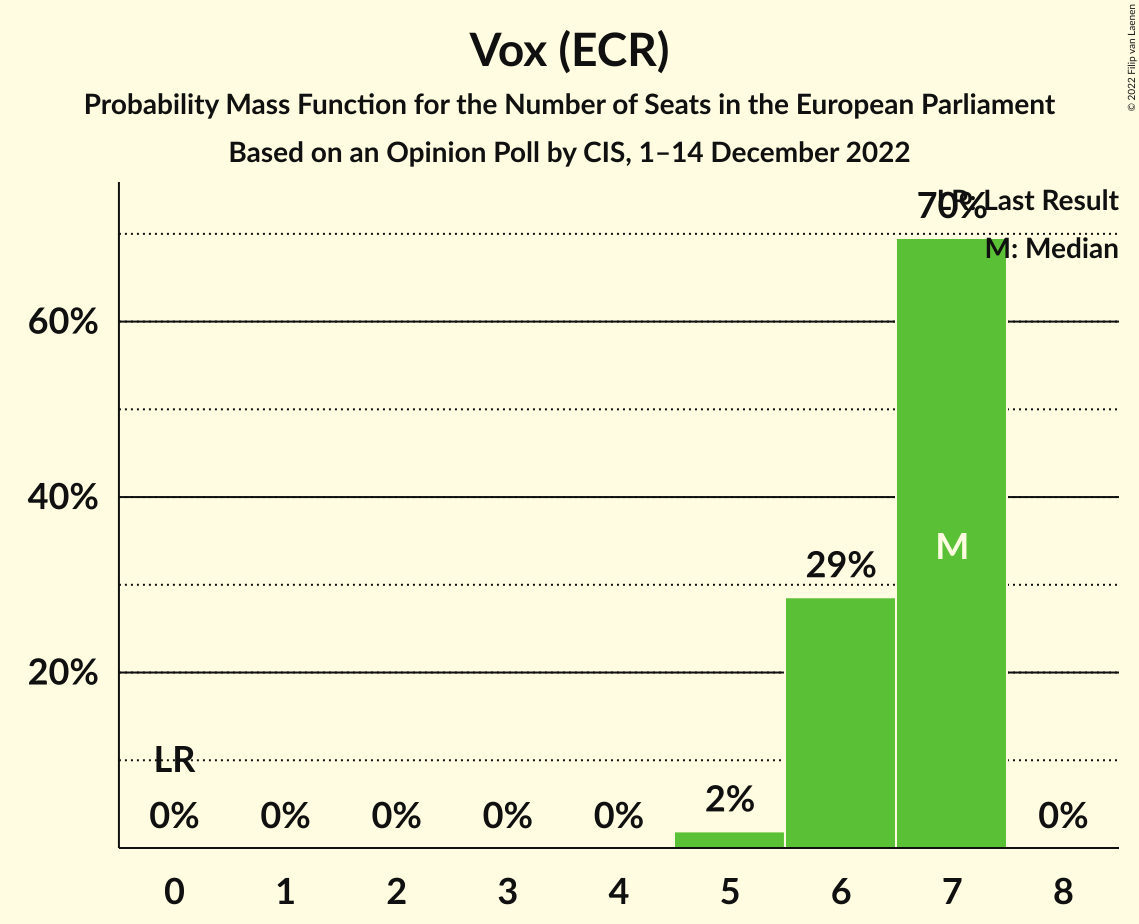 Vox (ECR)
Probability Mass Function for the Number of Seats in the European Parliament
Based on an Opinion Poll by CIS, 1–14 December 2022
© 2022 Filip van Laenen
LR: Last Result
M: Median
70%
60%
40%
20%
M
29%
LR
0%
0%
0%
0%
0%
2%
0%
0
1
2
3
4
5
6
7
8